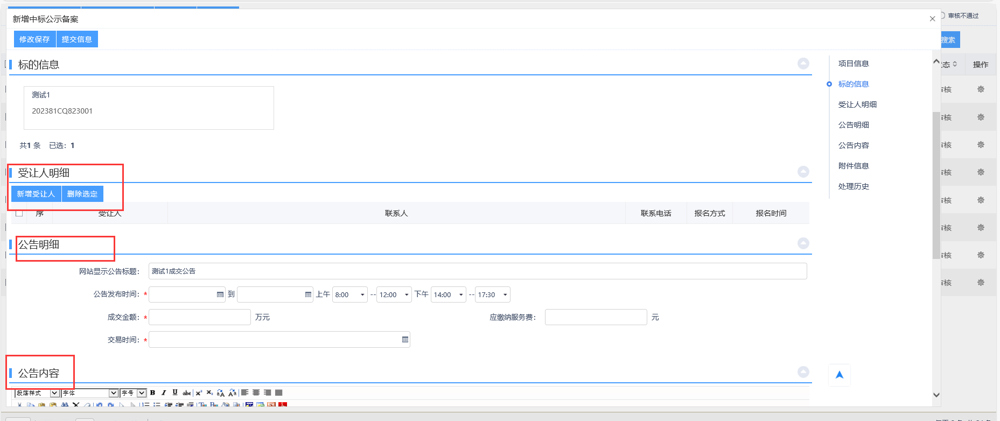 新增中标公示备案
审核不通过
修改保存 提交信息
搜索
标的信息
项目信息
标的信息
受让人明细
公告明细
公告内容
附件信息
处理历史
态 操作
测试1
202381CQ823001
共1 条 已选：1
受让人明细
新增受让人 删除选定
序 受让人 联系人 联系电话 报名方式 报名时间
公告明细
网站显示公告标题： 测试1成交公告
公告发布时间：* 到 上午 8:00 --12:00 下午 14:00 --17:30
成交金额：* 万元 应缴纳服务费： 元
交易时间：*
公告内容
段落样式 字体 字号 B I U abc
核
核
核
核
核
核
核
核